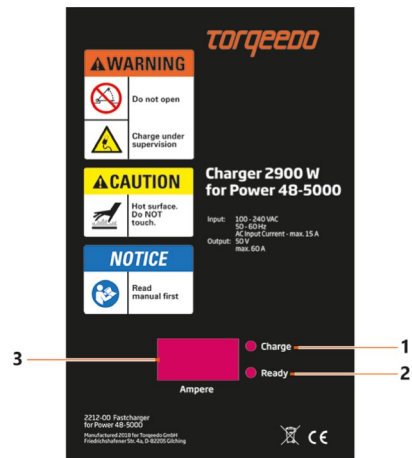 TORQEEDO
WARNING
Do not open
Charge under
supervision
CAUTION
Hot surface.
Do NOT
touch.
NOTICE
Read
manual first
Charger 2900 W
for Power 48-5000
Input: 100 - 240 VAC
50 - 60 Hz
AC Input Current - max. 15 A
Output: 50 V
max. 60 A
Charge
1
Ready
2
3
Ampere
2212-00 Fastcharger
for Power 48-5000
Manufactured 2018 for Torqeedo GmbH
Friedrichshafener Str. 4a, D-82205 Gilching
CE